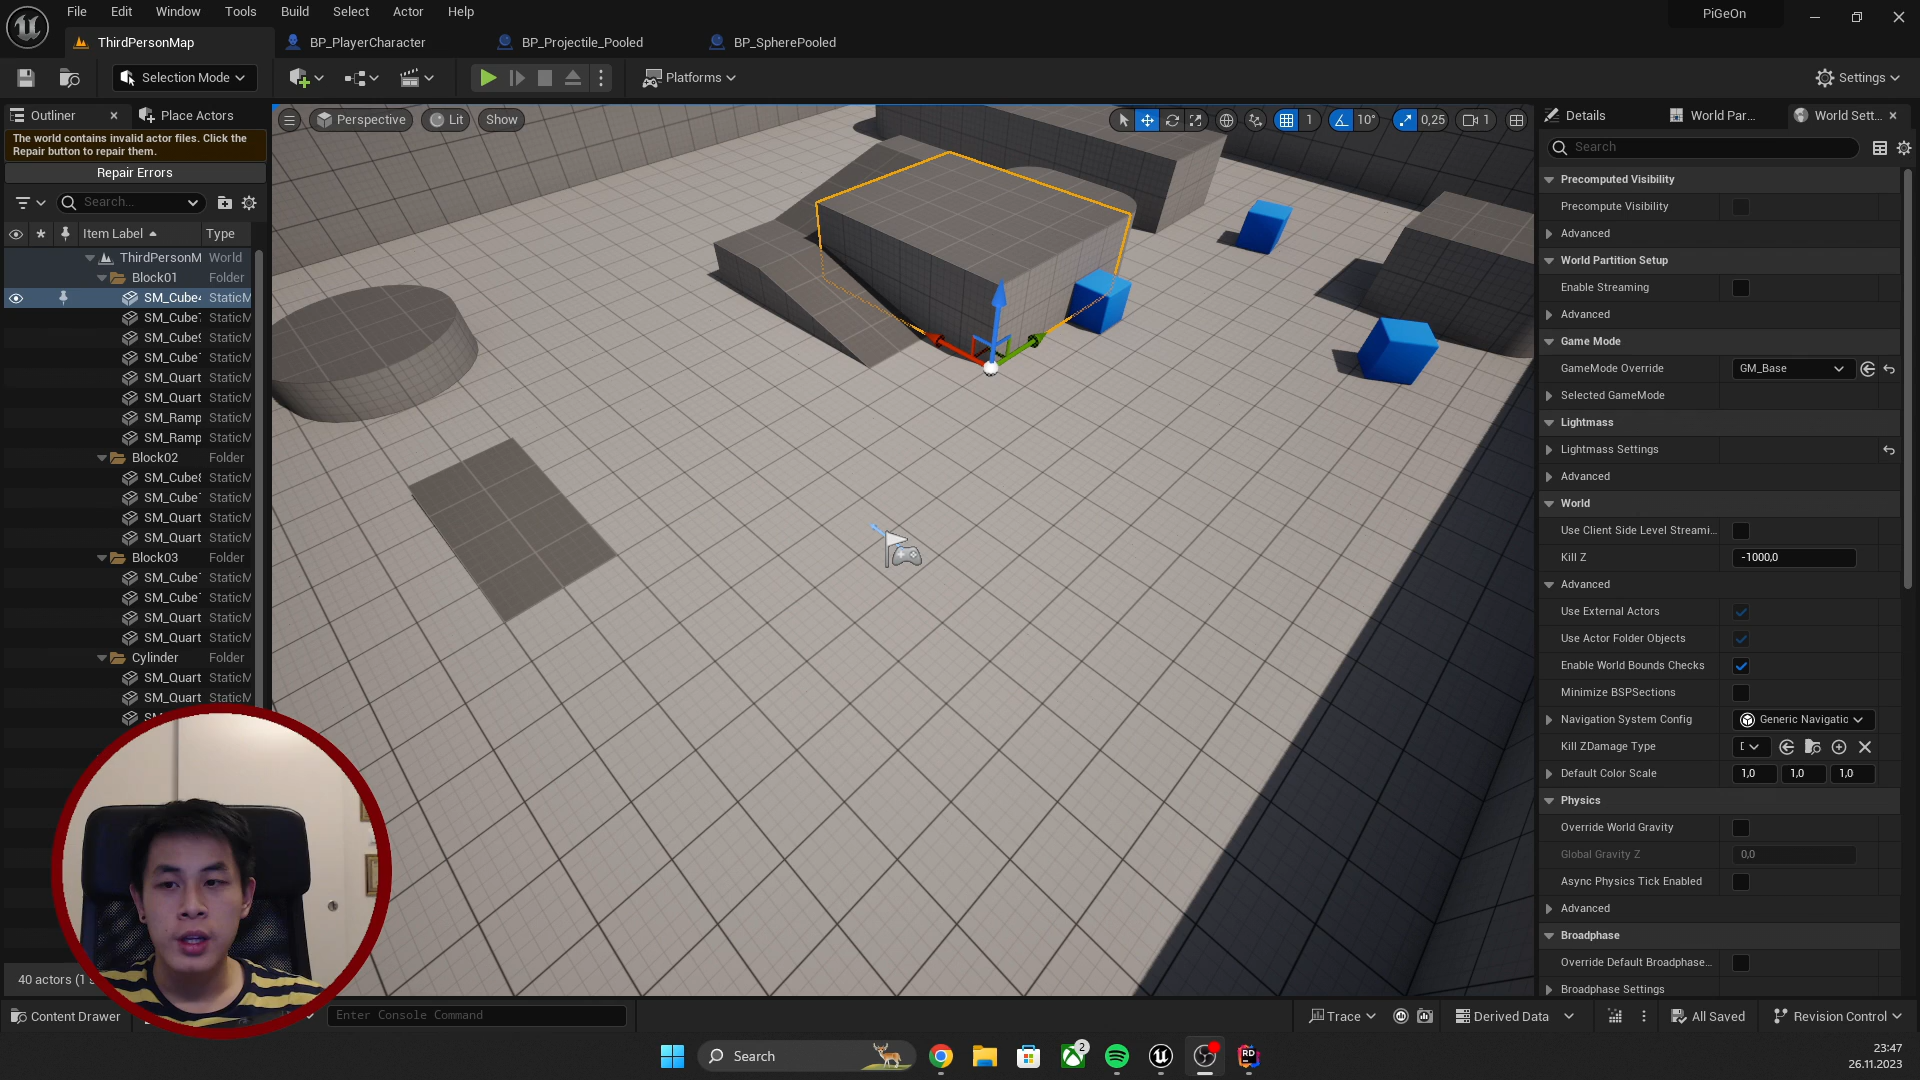 File Edit Window Tools Build Select Actor Help
PiGeOn
ThirdPersonMap
BP_PlayerCharacter
BP_Projectile_Pooled
BP_SpherePooled
Selection Mode
Platforms
Settings
Outliner
Place Actors
The world contains invalid actor files. Click the
Repair button to repair them.
Repair Errors
Search...
Item Label Type
ThirdPersonM World
Block01 Folder
SM_Cube4 StaticM
SM_Cube7 StaticM
SM_Cube9 StaticM
SM_Cube StaticM
SM_Quart StaticM
SM_Quart StaticM
SM_Ramp StaticM
SM_Ramp StaticM
Block02 Folder
SM_Cube8 StaticM
SM_Cube StaticM
SM_Quart StaticM
SM_Quart StaticM
Block03 Folder
SM_Cube StaticM
SM_Cube StaticM
SM_Quart StaticM
SM_Quart StaticM
Cylinder Folder
SM_Quart StaticM
SM_Quart StaticM
40 actors (1
Perspective
Lit
Show
1
10°
0,25
1
Details
World Par...
World Sett...
Search
Precomputed Visibility
Precompute Visibility
Advanced
World Partition Setup
Enable Streaming
Advanced
Game Mode
GameMode Override GM_Base
Selected GameMode
Lightmass
Lightmass Settings
Advanced
World
Use Client Side Level Streami...
Kill Z -1000,0
Advanced
Use External Actors
Use Actor Folder Objects
Enable World Bounds Checks
Minimize BSPSections
Navigation System Config Generic Navigatic
Kill ZDamage Type
Default Color Scale 1,0 1,0 1,0
Physics
Override World Gravity
Global Gravity Z 0,0
Async Physics Tick Enabled
Advanced
Broadphase
Override Default Broadphase...
Broadphase Settings
Content Drawer
Enter Console Command
Trace
Derived Data
All Saved
Revision Control
Search
2
RD
23:47
26.11.2023